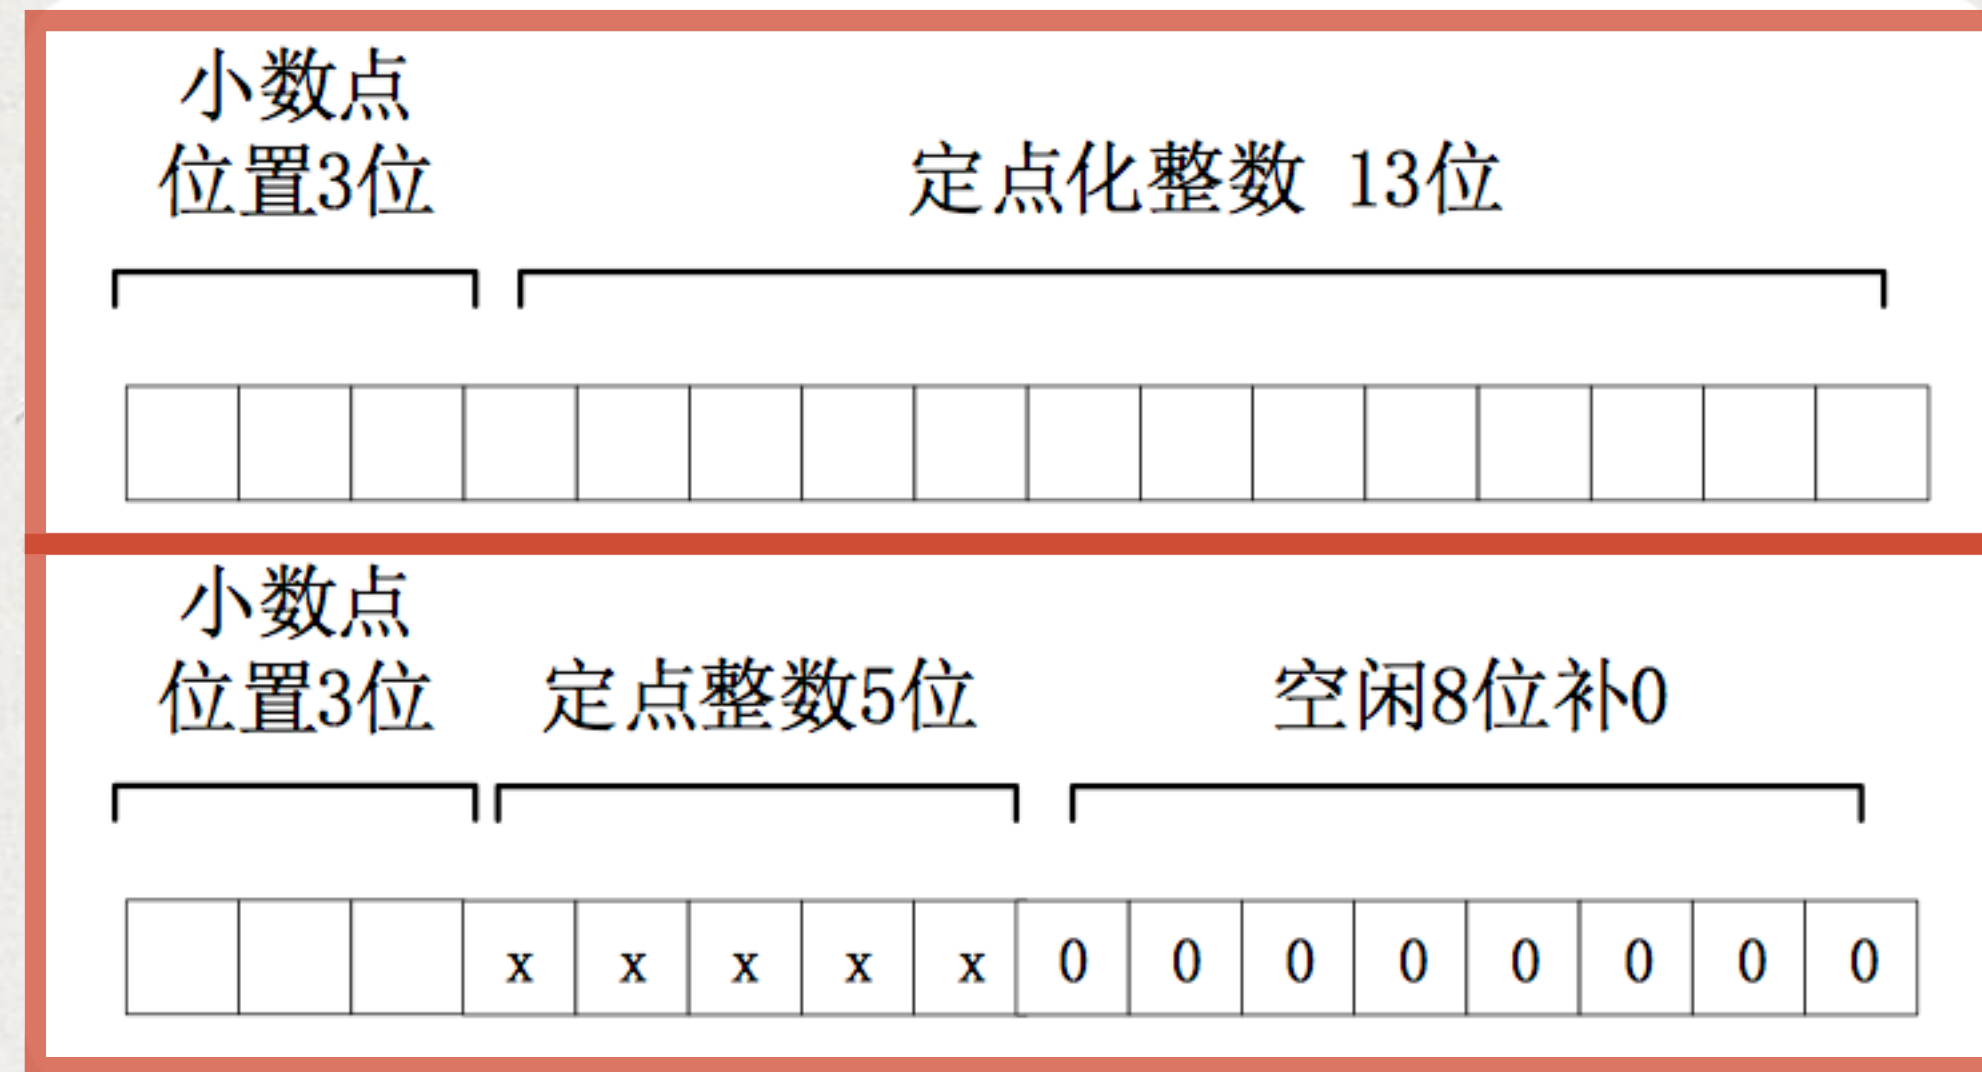 小数点
位置3位
定点化整数 13位
小数点
位置3位
定点整数5位
空闲8位补0
x x x x x 0 0 0 0 0 0 0 0